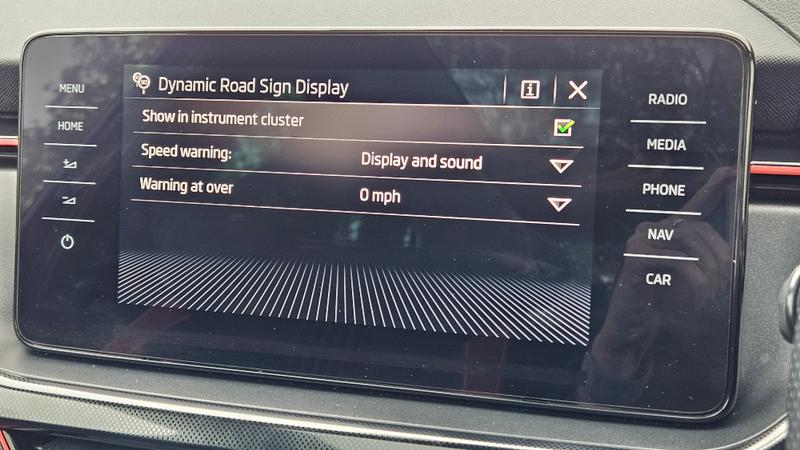 MENU
HOME
Dynamic Road Sign Display
Show in instrument cluster
Speed warning: Display and sound
Warning at over 0 mph
RADIO
MEDIA
PHONE
NAV
CAR